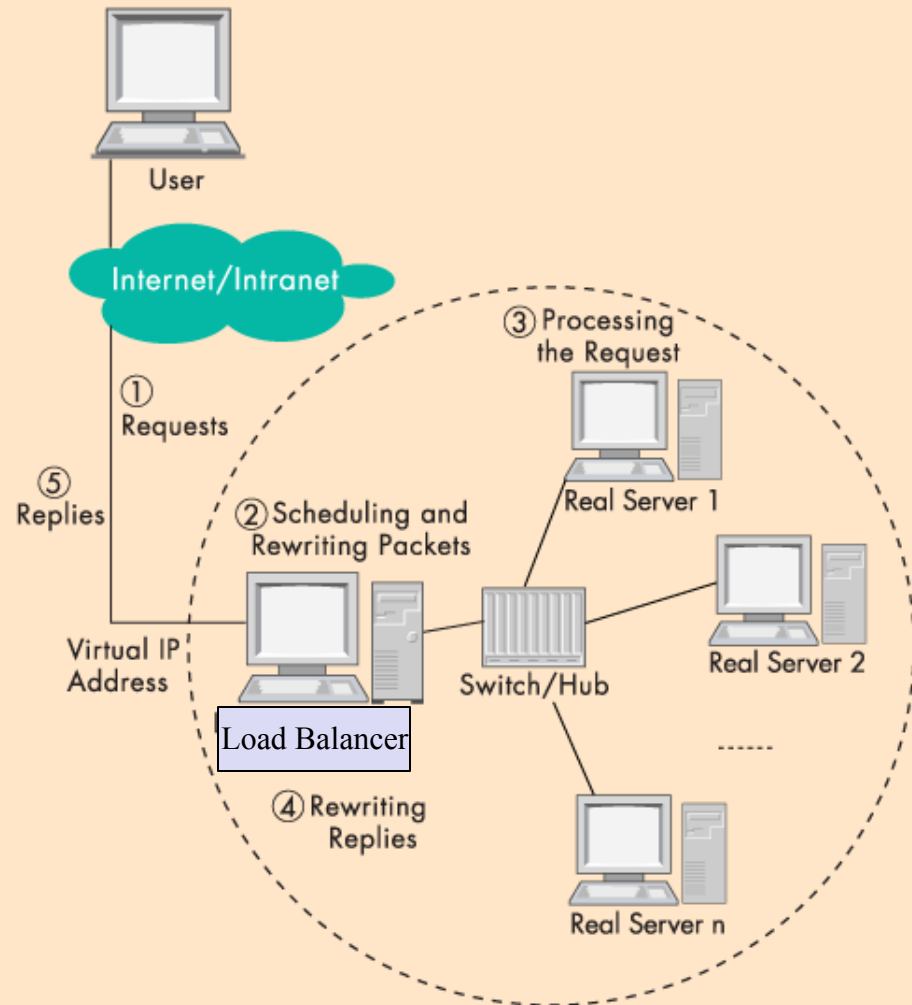 User
Internet/Intranet
① Requests
⑤ Replies
② Scheduling and
Rewriting Packets
③ Processing
the Request
Real Server 1
Real Server 2
......
Real Server n
Switch/Hub
Virtual IP
Address
Load Balancer
④ Rewriting
Replies